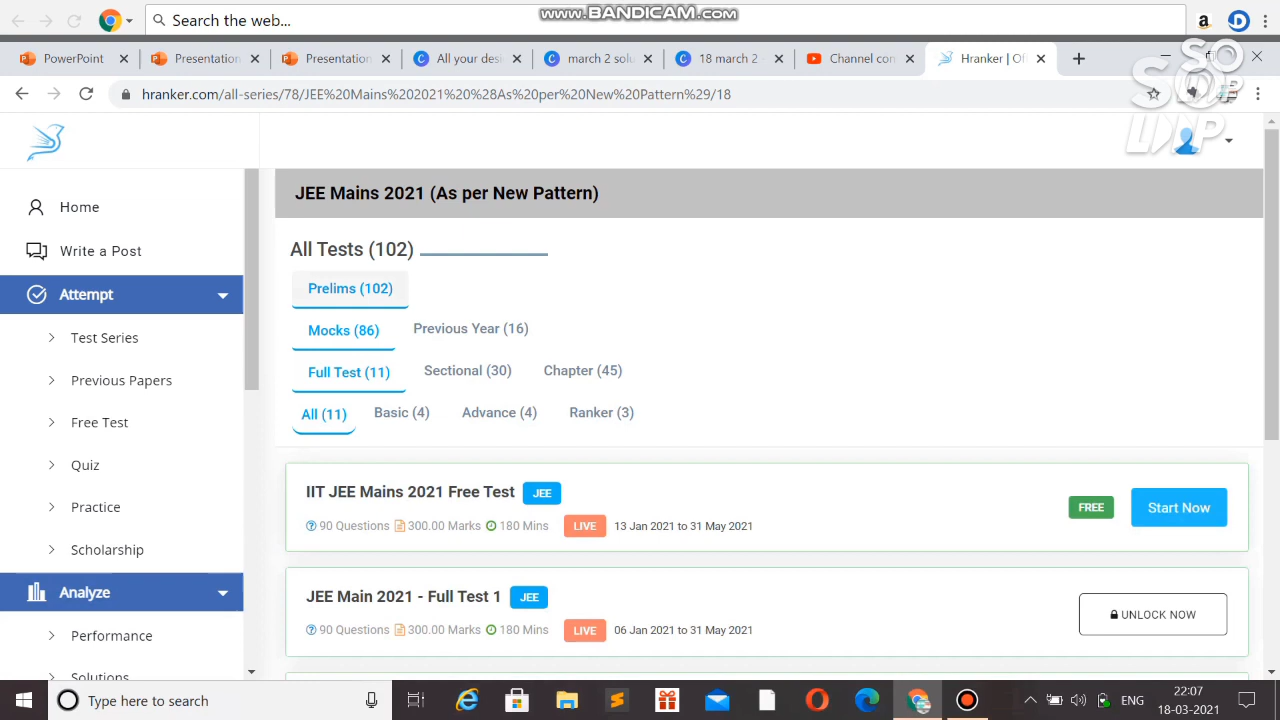 Search the web...
WWW.BANDICAM.COM
PowerPoint
Presentation
Presentation
All your des
march 2 solu
18 march 2 -
Channel con
Hranker | Of
hranker.com/all-series/78/JEE%20Mains%202021%20%28As%20per%20New%20Pattern%29/18
Home
Write a Post
Attempt
Test Series
Previous Papers
Free Test
Quiz
Practice
Scholarship
Analyze
Performance
Solutions
JEE Mains 2021 (As per New Pattern)
All Tests (102)
Prelims (102)
Mocks (86) Previous Year (16)
Full Test (11) Sectional (30) Chapter (45)
All (11) Basic (4) Advance (4) Ranker (3)
IIT JEE Mains 2021 Free Test JEE
90 Questions 300.00 Marks 180 Mins LIVE 13 Jan 2021 to 31 May 2021
FREE Start Now
JEE Main 2021 - Full Test 1 JEE
90 Questions 300.00 Marks 180 Mins LIVE 06 Jan 2021 to 31 May 2021
UNLOCK NOW
Type here to search
ENG
22:07
18-03-2021